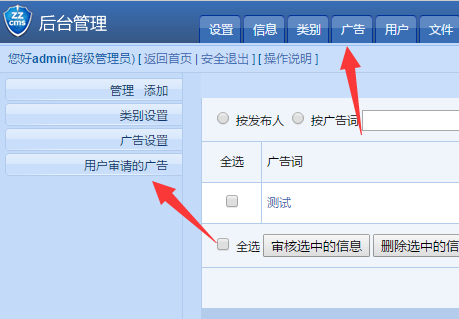 ZZ cms 后台管理 设置 信息 类别 广告 用户 文件
您好admin(超级管理员) [ 返回首页 | 安全退出 ] [ 操作说明 ]
管理 添加
类别设置
广告设置
用户审请的广告
按发布人 按广告词
全选 广告词
测试
全选 审核选中的信息 删除选中的信